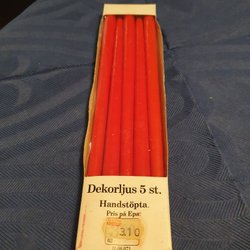 Dekorljus 5 st.
Handstöpta.
Pris på Epa:
3.10